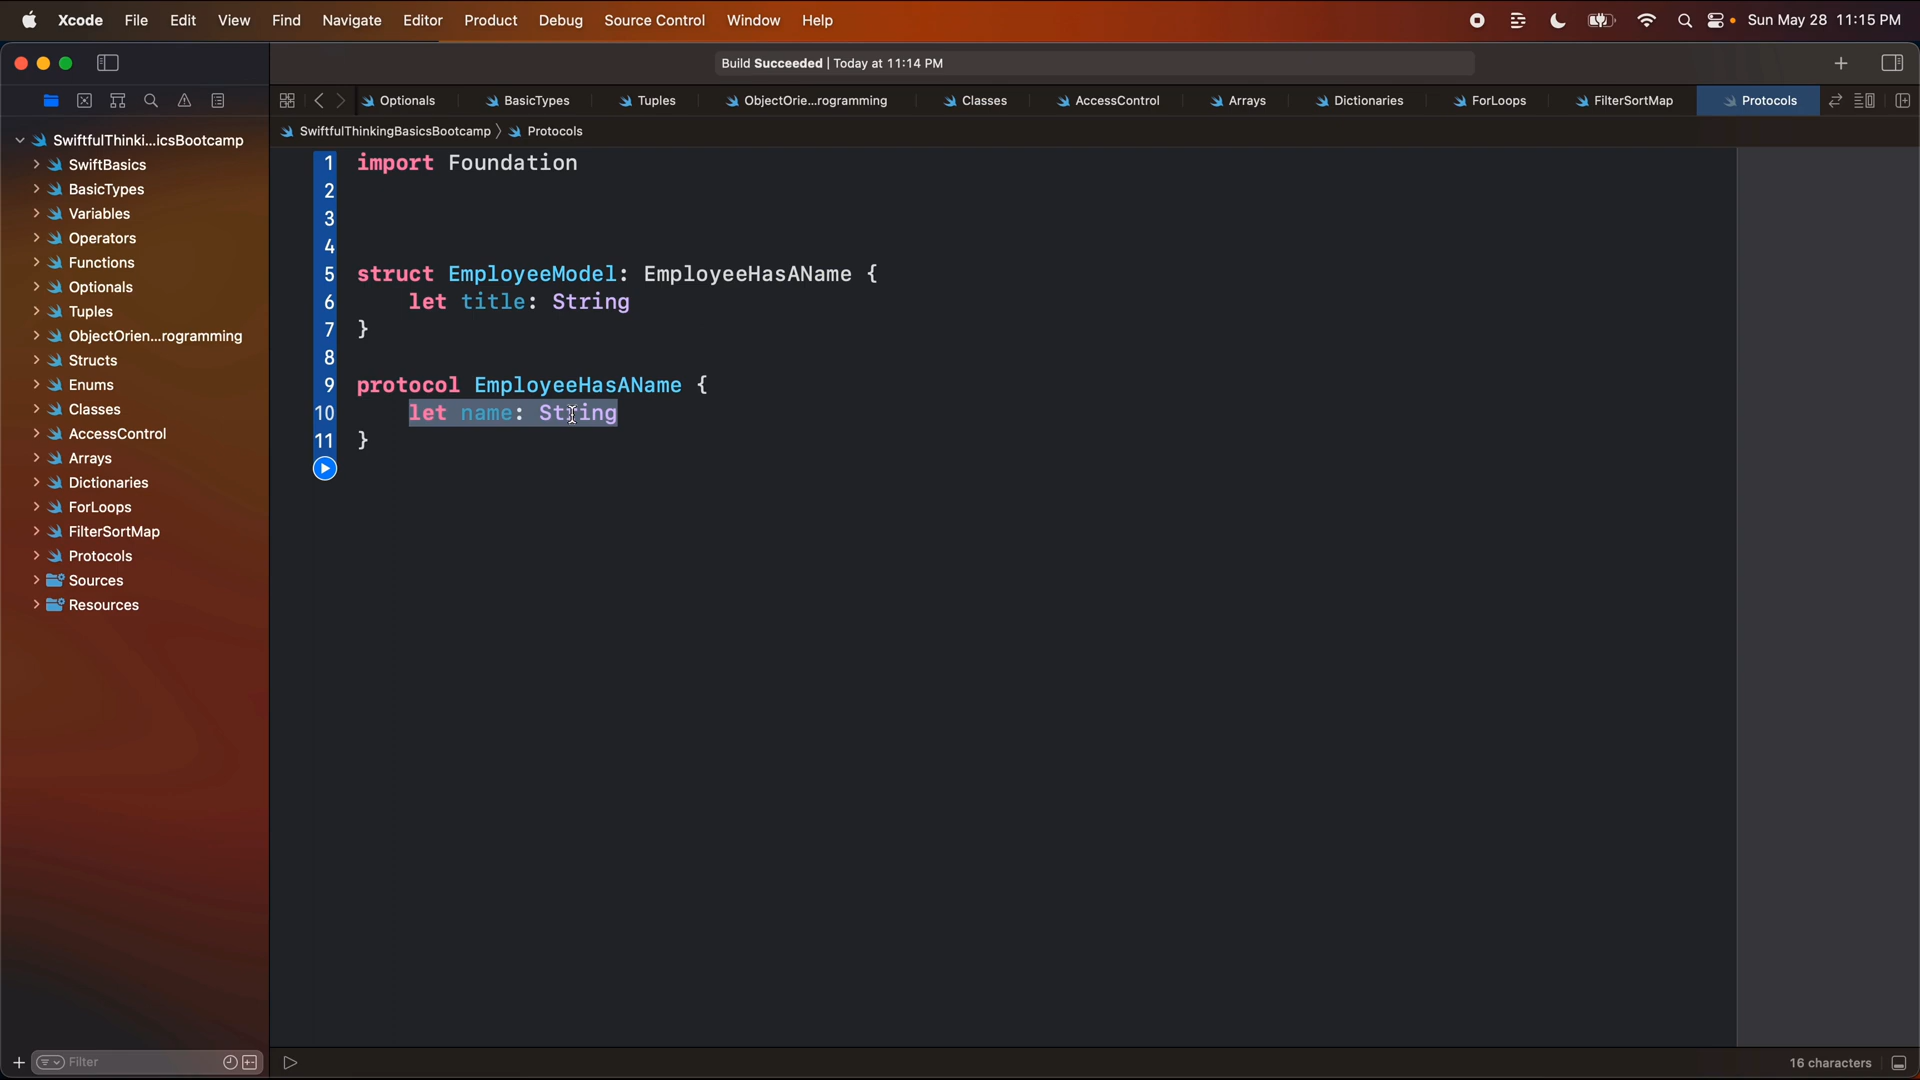 Xcode File Edit View Find Navigate Editor Product Debug Source Control Window Help Sun May 28 11:15 PM
Build Succeeded | Today at 11:14 PM
Optionals BasicTypes Tuples ObjectOrie...rogramming Classes AccessControl Arrays Dictionaries ForLoops FilterSortMap Protocols
SwiftfulThinkingBasicsBootcamp Protocols
SwiftfulThinki...icsBootcamp
SwiftBasics
BasicTypes
Variables
Operators
Functions
Optionals
Tuples
ObjectOrien...rogramming
Structs
Enums
Classes
AccessControl
Arrays
Dictionaries
ForLoops
FilterSortMap
Protocols
Sources
Resources
Filter
1 import Foundation
2
3
4
5 struct EmployeeModel: EmployeeHasAName {
6 let title: String
7 }
8
9 protocol EmployeeHasAName {
10 let name: String
11 }
16 characters